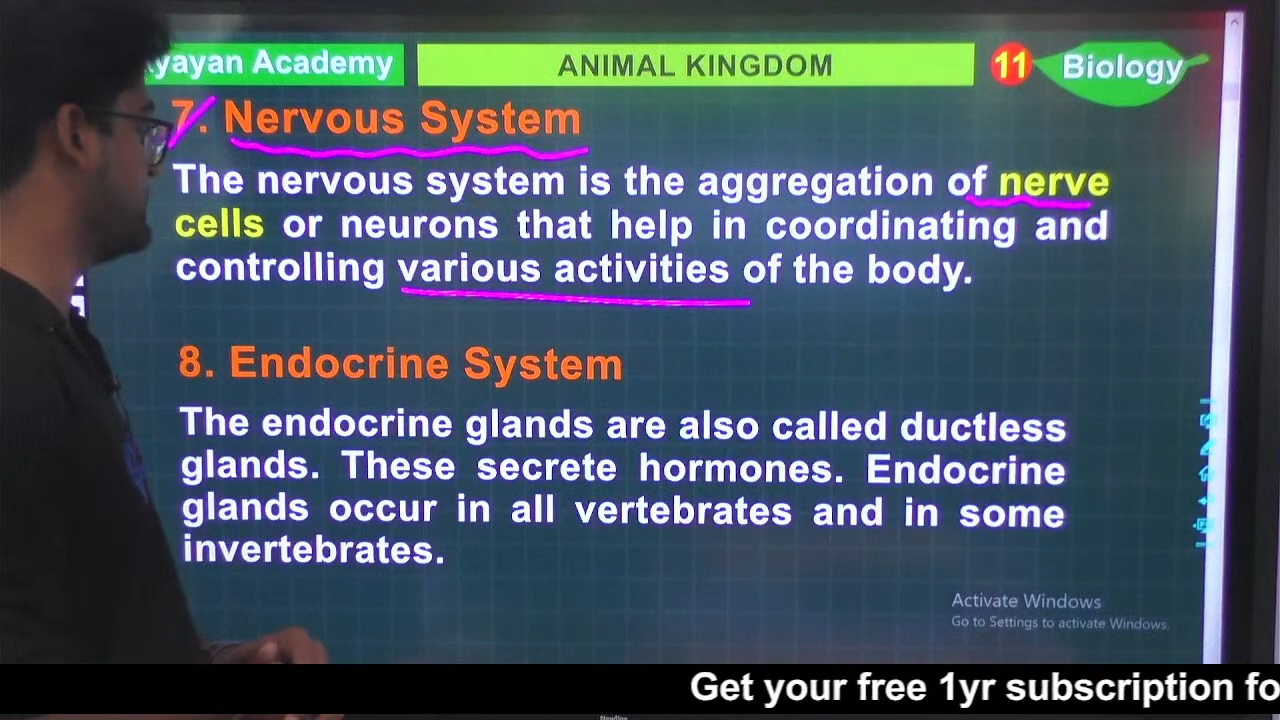 yayan Academy
ANIMAL KINGDOM
11 Biology
7. Nervous System
The nervous system is the aggregation of nerve
cells or neurons that help in coordinating and
controlling various activities of the body.
8. Endocrine System
The endocrine glands are also called ductless
glands. These secrete hormones. Endocrine
glands occur in all vertebrates and in some
invertebrates.
Activate Windows
Go to Settings to activate Windows.
Get your free 1yr subscription fo